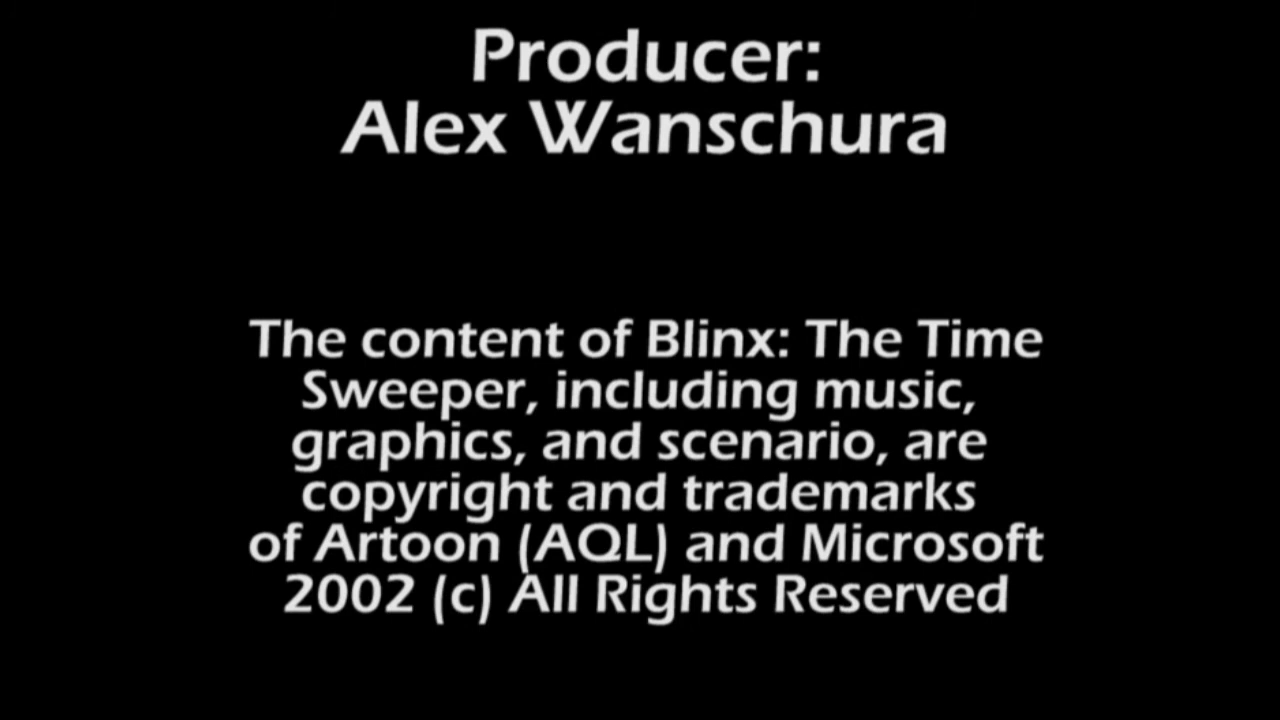 Producer:
Alex Wanschura
The content of Blinx: The Time
Sweeper, including music,
graphics, and scenario, are
copyright and trademarks
of Artoon (AQL) and Microsoft
2002 (c) All Rights Reserved